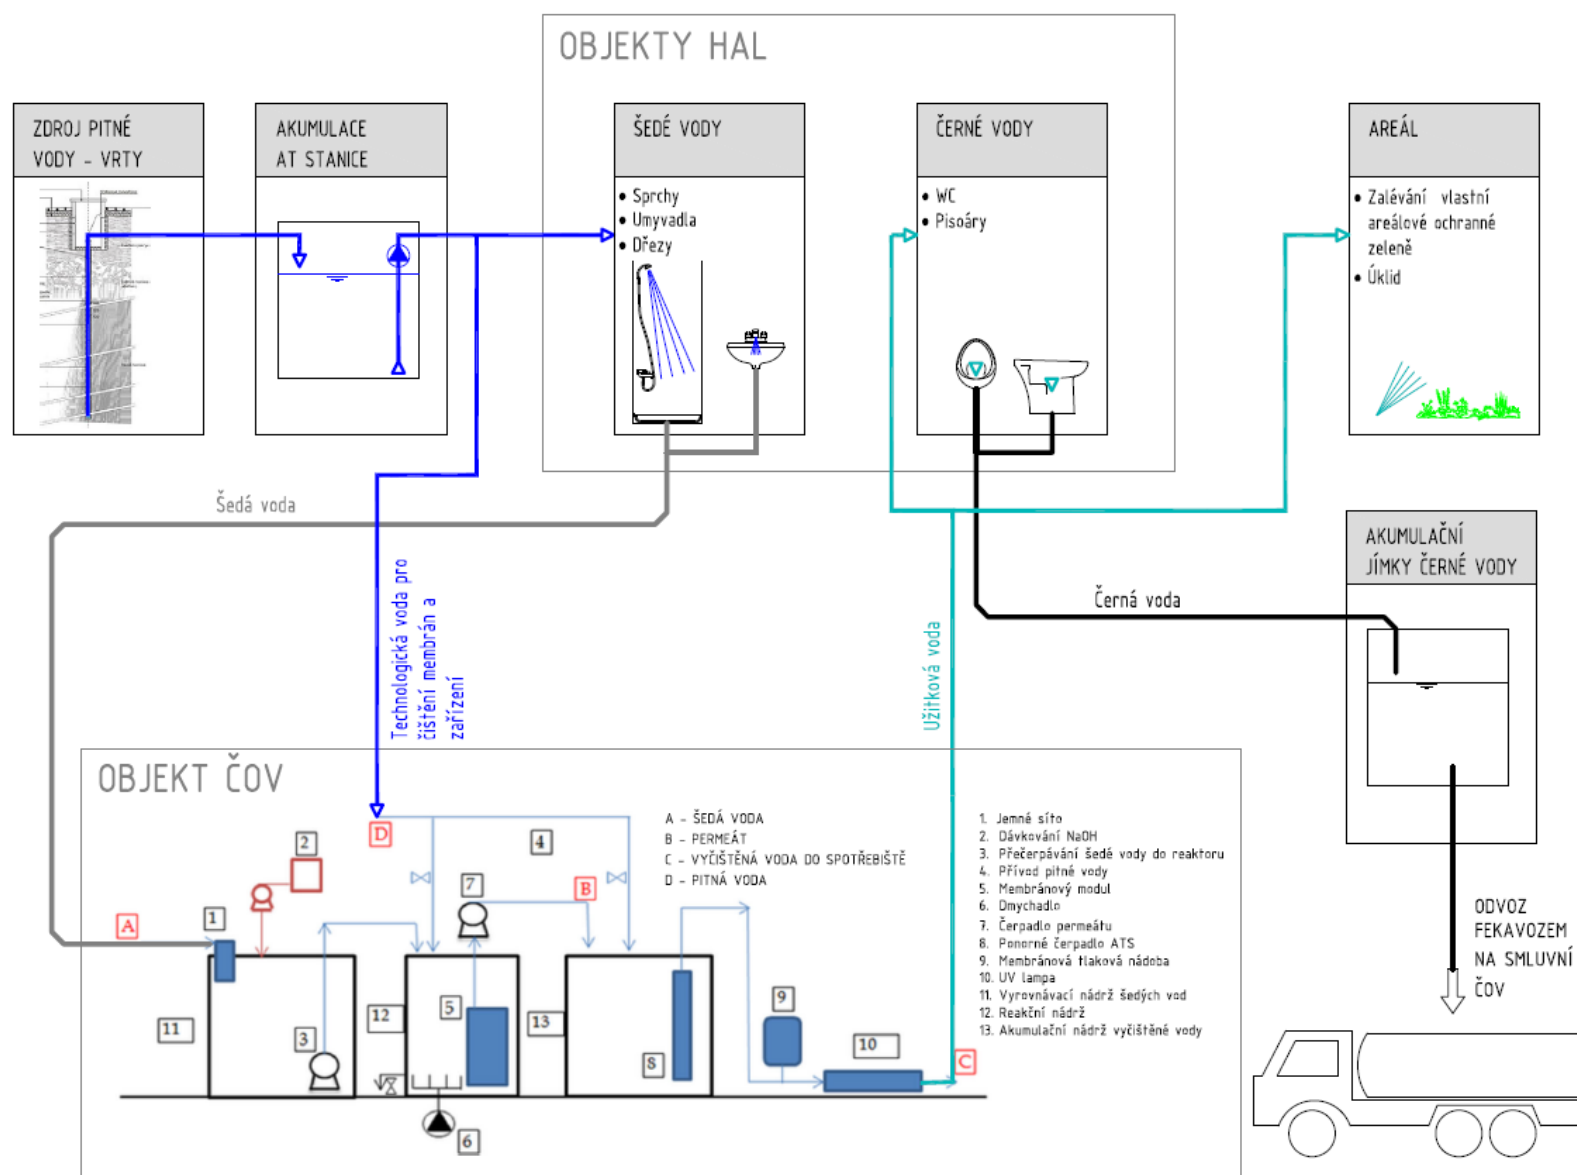 OBJEKTY HAL
ZDROJ PITNÉ
VODY - VRTY
AKUMULACE
AT STANICE
ŠEDÉ VODY
• Sprchy
• Umyvadla
• Dřezy
ČERNÉ VODY
• WC
• Pisoáry
AREÁL
• Zalévání vlastní
areálové ochranné
zeleně
• Úklid
Šedá voda
Technologická voda pro
čištění membrán a
zařízení
Užitková voda
Černá voda
AKUMULAČNÍ
JÍMKY ČERNÉ VODY
ODVOZ
FEKAVOZEM
NA SMLUVNÍ
ČOV
OBJEKT ČOV
A - ŠEDÁ VODA
B - PERMEÁT
C - VYČIŠTĚNÁ VODA DO SPOTŘEBIŠTĚ
D - PITNÁ VODA
1. Jemné síto
2. Dávkování NaOH
3. Přečerpávání šedé vody do reaktoru
4. Přívod pitné vody
5. Membránový modul
6. Dmychadlo
7. Čerpadlo permeátu
8. Ponorné čerpadlo ATS
9. Membránová tlaková nádoba
10. UV lampa
11. Vyrovnávací nádrž šedých vod
12. Reakční nádrž
13. Akumulační nádrž vyčištěné vody
D
2
4
7
B
A
1
11
3
12
5
13
8
9
10
C
6